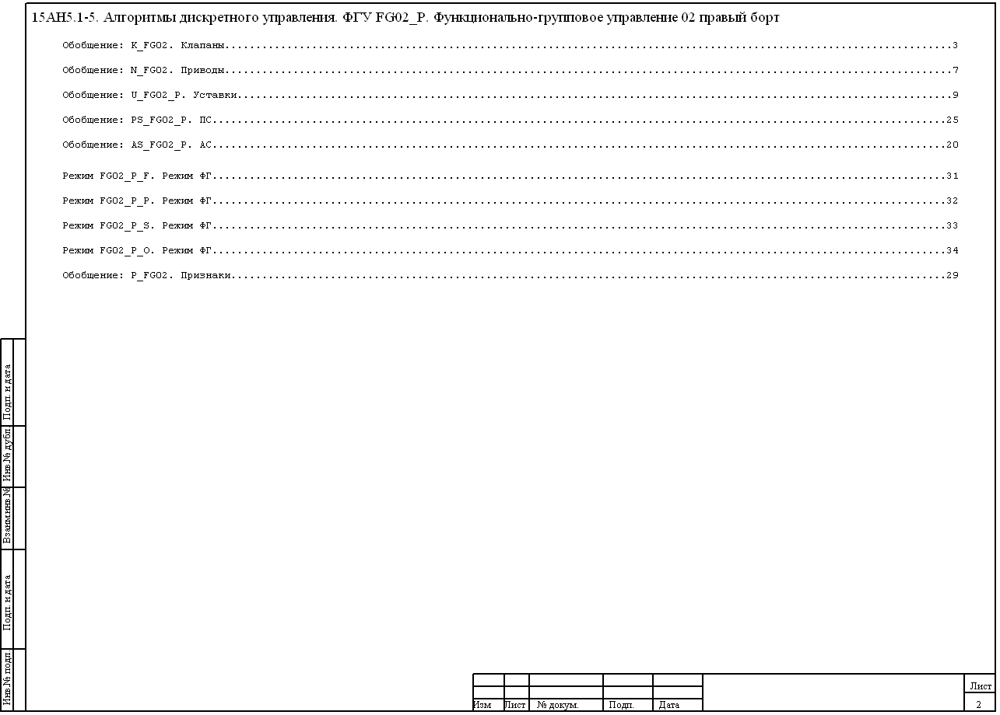 15АН5.1-5. Алгоритмы дискретного управления. ФГУ FG02_P. Функционально-групповое управление 02 правый борт
Обобщение: K_FG02. Клапаны....................................................................................................................3
Обобщение: N_FG02. Приводы....................................................................................................................7
Обобщение: U_FG02_P. Уставки..................................................................................................................9
Обобщение: PS_FG02_P. ПС.....................................................................................................................25
Обобщение: AS_FG02_P. АС.....................................................................................................................20
Режим FG02_P_F. Режим ФГ.....................................................................................................................31
Режим FG02_P_P. Режим ФГ.....................................................................................................................32
Режим FG02_P_S. Режим ФГ.....................................................................................................................33
Режим FG02_P_O. Режим ФГ.....................................................................................................................34
Обобщение: P_FG02. Признаки..................................................................................................................29
Подп. и дата
Инв.№ дубл.
Взаим.инв.№
Подп. и дата
Инв.№ подл.
Изм Лист № докум. Подп. Дата
Лист
2